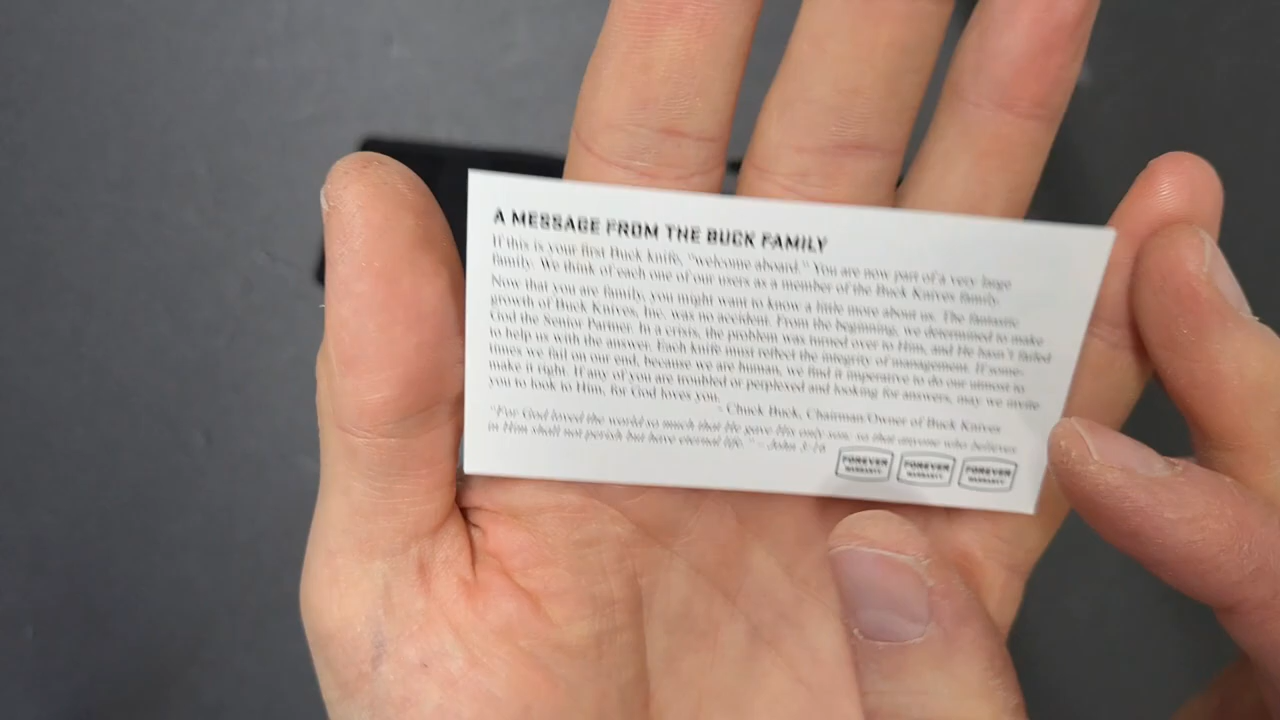 A MESSAGE FROM THE BUCK FAMILY
If this is your first Buck knife, "welcome aboard." You are now part of a very large
family. We think of each one of our users as a member of the Buck Knives family.
Now that you are family, you might want to know a little more about us. The fantastic
growth of Buck Knives, Inc. was no accident. From the beginning, we determined to make
God the Senior Partner. In a crisis, the problem was turned over to Him, and He hasn't failed
to help us with the answer. Each knife must reflect the integrity of management. If some-
times we fail on our end, because we are human, we find it imperative to do our utmost to
make it right. If any of you are troubled or perplexed and looking for answers, may we invite
you to look to Him, for God loves you.
- Chuck Buck, Chairman/Owner of Buck Knives
"For God loved the world so much that He gave His only son; so that anyone who believes
in Him shall not perish but have eternal life." - John 3:16
FOREVER WARRANTY FOREVER WARRANTY FOREVER WARRANTY